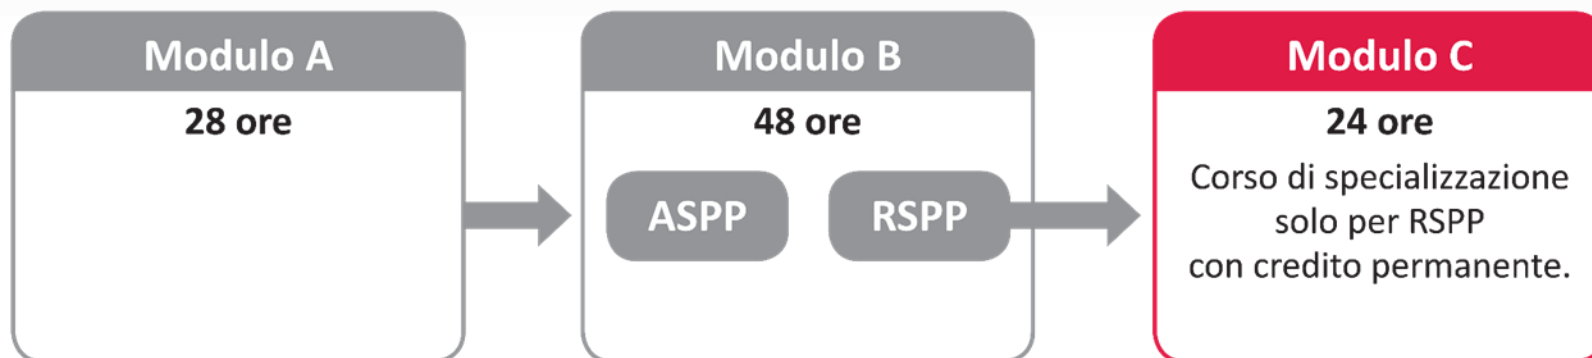 Modulo A
28 ore
Modulo B
48 ore
ASPP
RSPP
Modulo C
24 ore
Corso di specializzazione
solo per RSPP
con credito permanente.